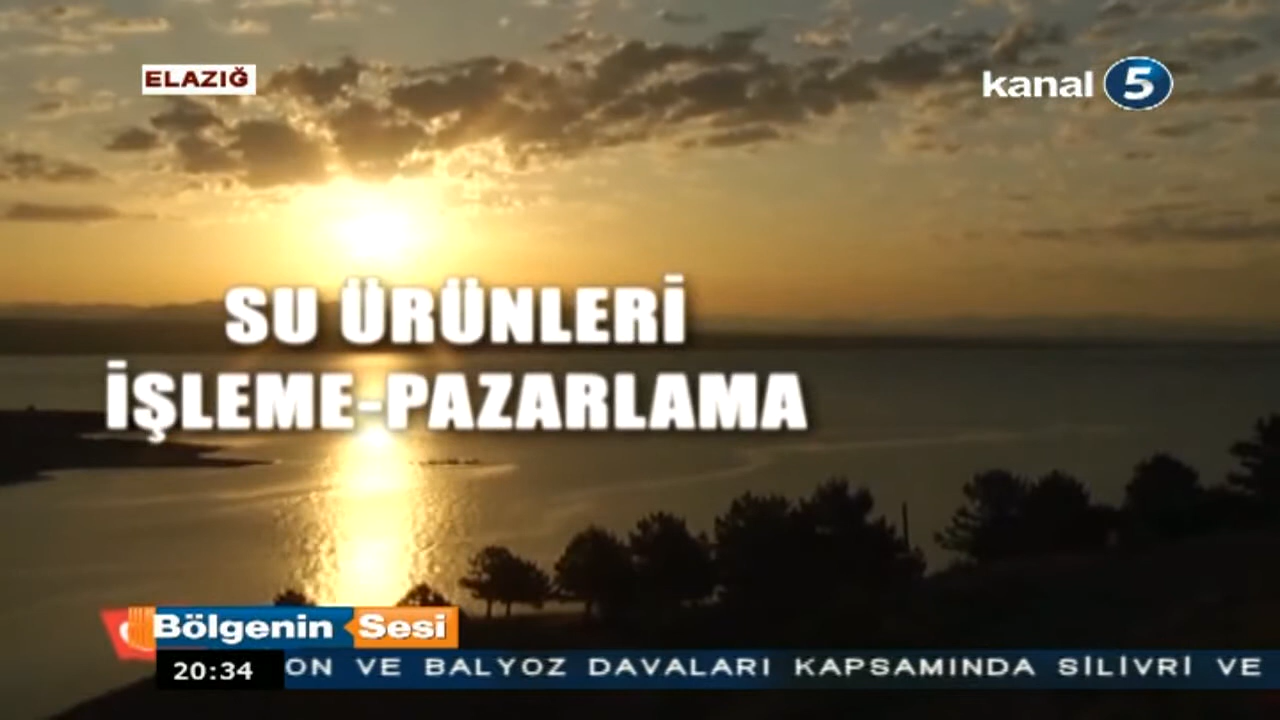 ELAZIĞ
kanal 5
SU ÜRÜNLERİ
İŞLEME-PAZARLAMA
Bölgenin Sesi
20:34
ON VE BALYOZ DAVALARI KAPSAMINDA SİLİVRİ VE